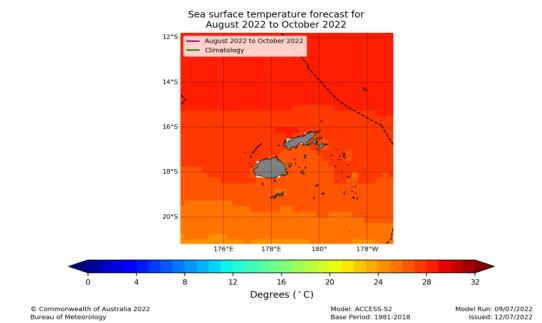 Sea surface temperature forecast for
August 2022 to October 2022
August 2022 to October 2022
Climatology
12°S
14°S
16°S
18°S
20°S
176°E 178°E 180° 178°W
0 4 8 12 16 20 24 28 32
Degrees (°C)
© Commonwealth of Australia 2022
Bureau of Meteorology
Model: ACCESS-S2
Base Period: 1981-2018
Model Run: 09/07/2022
Issued: 12/07/2022